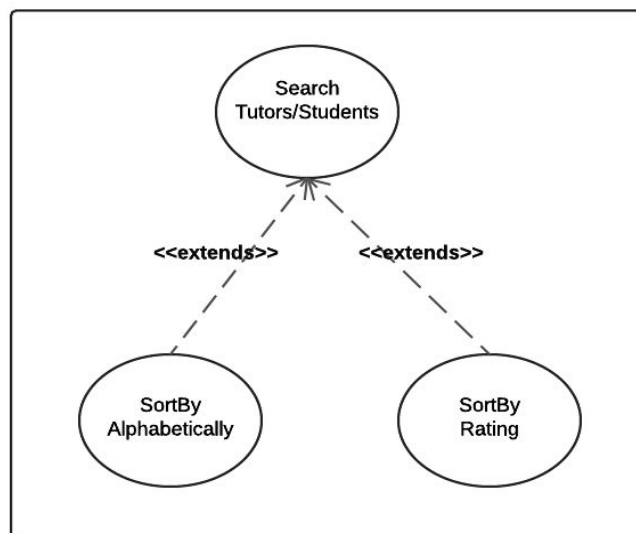 Search
Tutors/Students
<<extends>>
<<extends>>
SortBy
Alphabetically
SortBy
Rating